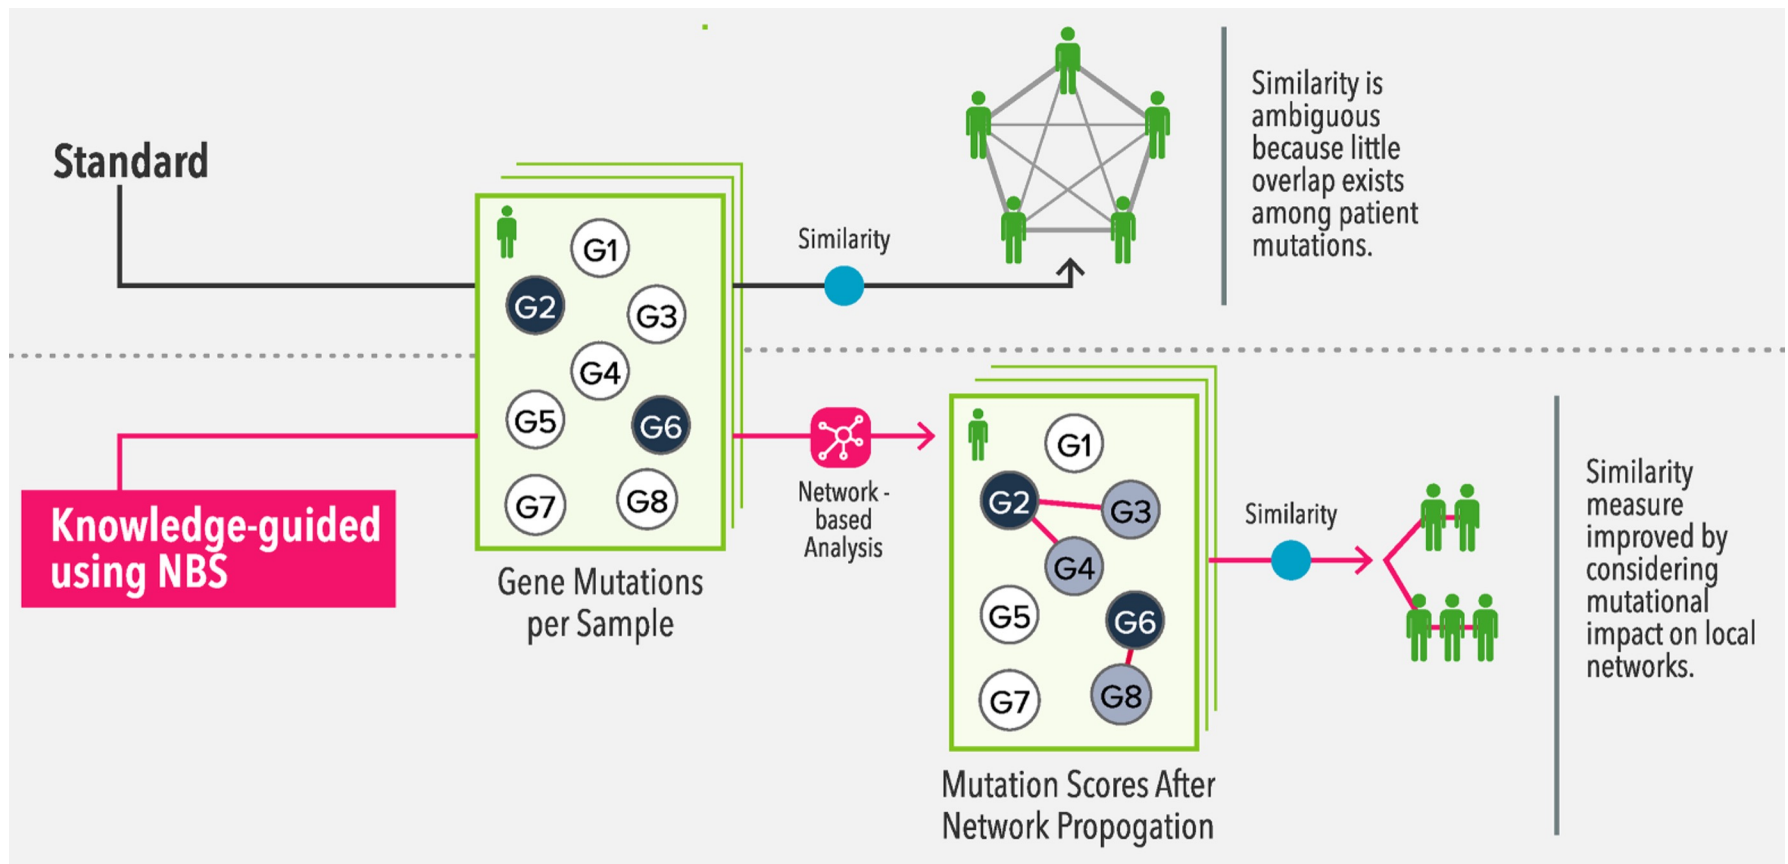 Standard
G1
G2
G3
G4
G5
G6
G7
G8
Gene Mutations
per Sample
Similarity
Similarity is
ambiguous
because little
overlap exists
among patient
mutations.
Knowledge-guided
using NBS
Network -
based
Analysis
G1
G2
G3
G4
G5
G6
G7
G8
Mutation Scores After
Network Propogation
Similarity
Similarity
measure
improved by
considering
mutational
impact on local
networks.